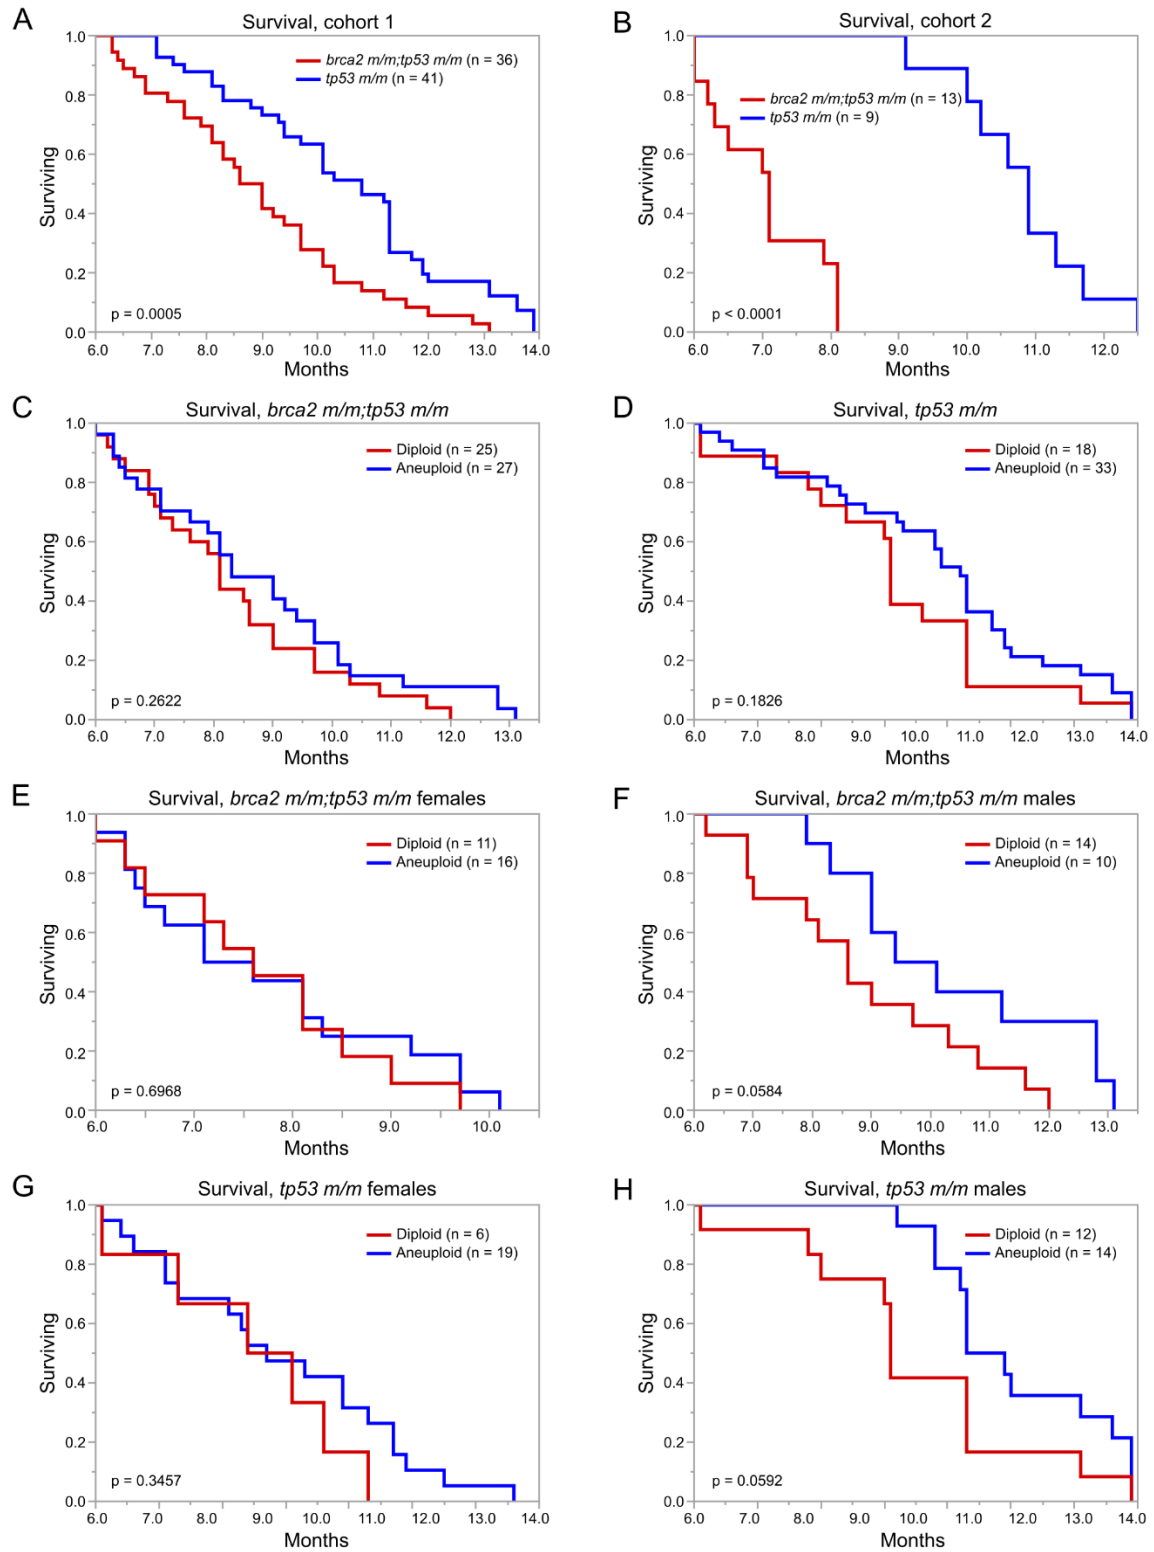 A
Survival, cohort 1
Surviving
1.0
0.8
0.6
0.4
0.2
0.0
brca2 m/m;tp53 m/m (n = 36)
tp53 m/m (n = 41)
p = 0.0005
6.0 7.0 8.0 9.0 10.0 11.0 12.0 13.0 14.0
Months
B
Survival, cohort 2
Surviving
1.0
0.8
0.6
0.4
0.2
0.0
brca2 m/m;tp53 m/m (n = 13)
tp53 m/m (n = 9)
p < 0.0001
6.0 7.0 8.0 9.0 10.0 11.0 12.0
Months
C
Survival, brca2 m/m;tp53 m/m
Surviving
1.0
0.8
0.6
0.4
0.2
0.0
Diploid (n = 25)
Aneuploid (n = 27)
p = 0.2622
6.0 7.0 8.0 9.0 10.0 11.0 12.0 13.0
Months
D
Survival, tp53 m/m
Surviving
1.0
0.8
0.6
0.4
0.2
0.0
Diploid (n = 18)
Aneuploid (n = 33)
p = 0.1826
6.0 7.0 8.0 9.0 10.0 11.0 12.0 13.0 14.0
Months
E
Survival, brca2 m/m;tp53 m/m females
Surviving
1.0
0.8
0.6
0.4
0.2
0.0
Diploid (n = 11)
Aneuploid (n = 16)
p = 0.6968
6.0 7.0 8.0 9.0 10.0
Months
F
Survival, brca2 m/m;tp53 m/m males
Surviving
1.0
0.8
0.6
0.4
0.2
0.0
Diploid (n = 14)
Aneuploid (n = 10)
p = 0.0584
6.0 7.0 8.0 9.0 10.0 11.0 12.0 13.0
Months
G
Survival, tp53 m/m females
Surviving
1.0
0.8
0.6
0.4
0.2
0.0
Diploid (n = 6)
Aneuploid (n = 19)
p = 0.3457
6.0 7.0 8.0 9.0 10.0 11.0 12.0 13.0 14.0
Months
H
Survival, tp53 m/m males
Surviving
1.0
0.8
0.6
0.4
0.2
0.0
Diploid (n = 12)
Aneuploid (n = 14)
p = 0.0592
6.0 7.0 8.0 9.0 10.0 11.0 12.0 13.0 14.0
Months